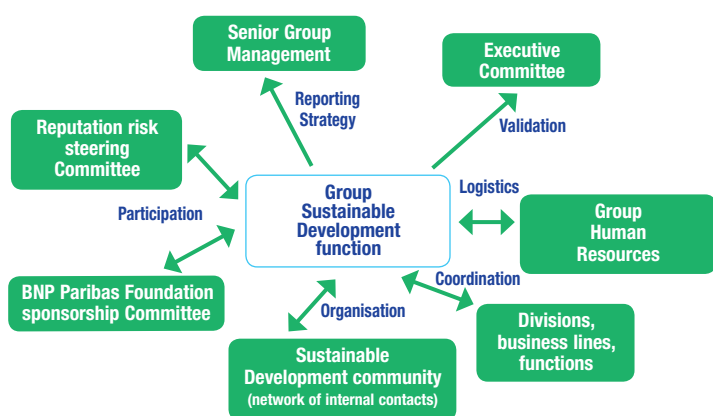 Senior Group
Management
Executive
Committee
Reporting
Strategy
Validation
Reputation risk
steering
Committee
Group
Sustainable
Development
function
Logistics
Participation
Group
Human
Resources
BNP Paribas Foundation
sponsorship Committee
Coordination
Organisation
Divisions,
business lines,
functions
Sustainable
Development community
(network of internal contacts)